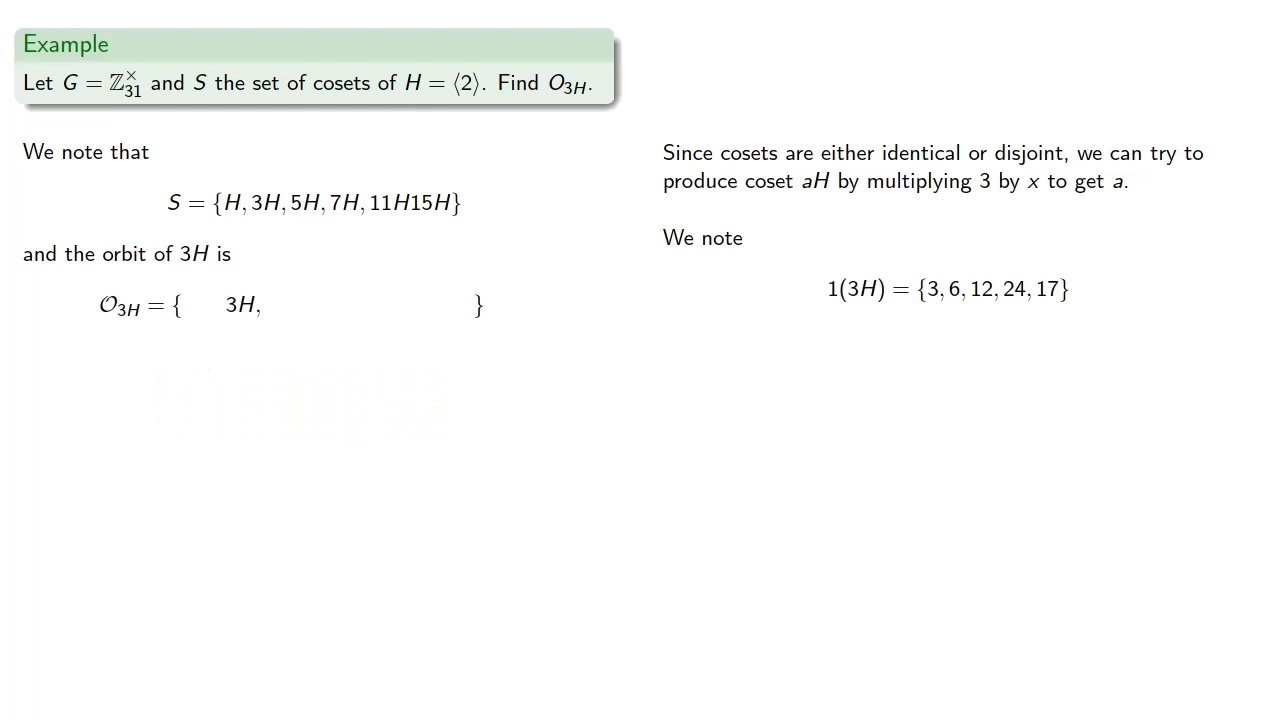 Example
Let G = ℤ₃₁ˣ and S the set of cosets of H = ⟨2⟩. Find O₃H.
We note that
S = {H, 3H, 5H, 7H, 11H15H}
and the orbit of 3H is
𝒪₃H = { 3H, }
Since cosets are either identical or disjoint, we can try to
produce coset aH by multiplying 3 by x to get a.
We note
1(3H) = {3, 6, 12, 24, 17}